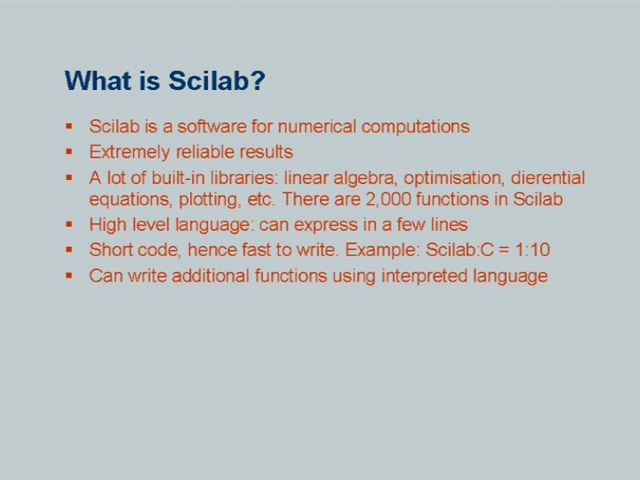 What is Scilab?
▪ Scilab is a software for numerical computations
▪ Extremely reliable results
▪ A lot of built-in libraries: linear algebra, optimisation, dierential
equations, plotting, etc. There are 2,000 functions in Scilab
▪ High level language: can express in a few lines
▪ Short code, hence fast to write. Example: Scilab:C = 1:10
▪ Can write additional functions using interpreted language